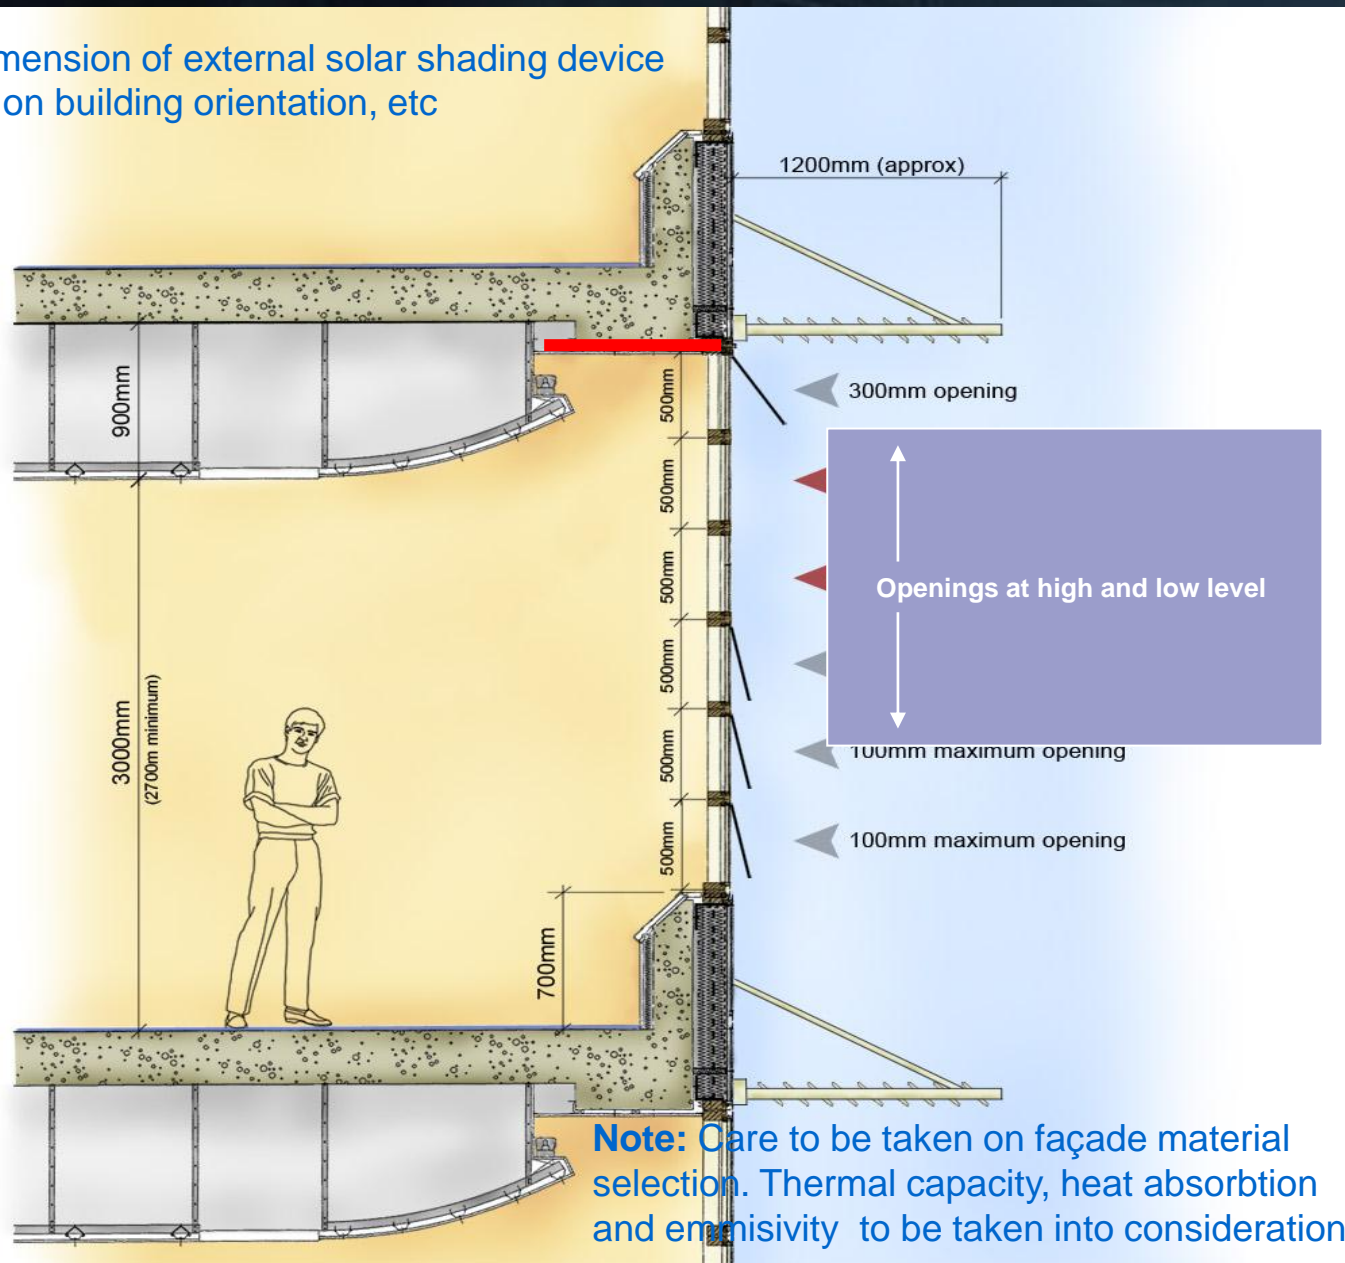 mension of external solar shading device
on building orientation, etc
1200mm (approx)
900mm
500mm
300mm opening
500mm
500mm
Openings at high and low level
500mm
3000mm
(2700m minimum)
500mm
100mm maximum opening
500mm
100mm maximum opening
700mm
Note: Care to be taken on façade material
selection. Thermal capacity, heat absorbtion
and emmisivity to be taken into consideration